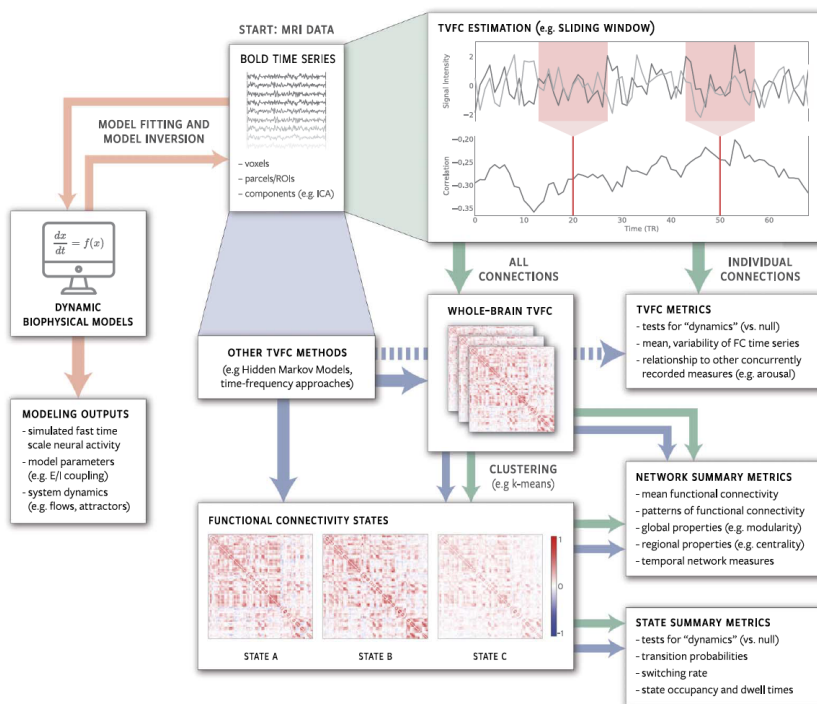 START: MRI DATA
BOLD TIME SERIES
– voxels
– parcels/ROIs
– components (e.g. ICA)
TVFC ESTIMATION (e.g. SLIDING WINDOW)
Signal Intensity
2
0
−2
Correlation
−0.20
−0.25
−0.30
−0.35
0
10
20
30
40
50
60
Time (TR)
MODEL FITTING AND
MODEL INVERSION
dx
dt
= f(x)
DYNAMIC
BIOPHYSICAL MODELS
ALL
CONNECTIONS
INDIVIDUAL
CONNECTIONS
WHOLE-BRAIN TVFC
TVFC METRICS
- tests for “dynamics” (vs. null)
- mean, variability of FC time series
- relationship to other concurrently
recorded measures (e.g. arousal)
OTHER TVFC METHODS
(e.g Hidden Markov Models,
time-frequency approaches)
MODELING OUTPUTS
- simulated fast time
scale neural activity
- model parameters
(e.g. E/I coupling)
- system dynamics
(e.g. flows, attractors)
CLUSTERING
(e.g k-means)
NETWORK SUMMARY METRICS
- mean functional connectivity
- patterns of functional connectivity
- global properties (e.g. modularity)
- regional properties (e.g. centrality)
- temporal network measures
FUNCTIONAL CONNECTIVITY STATES
1
0
-1
STATE A
STATE B
STATE C
STATE SUMMARY METRICS
- tests for “dynamics” (vs. null)
- transition probabilities
- switching rate
- state occupancy and dwell times